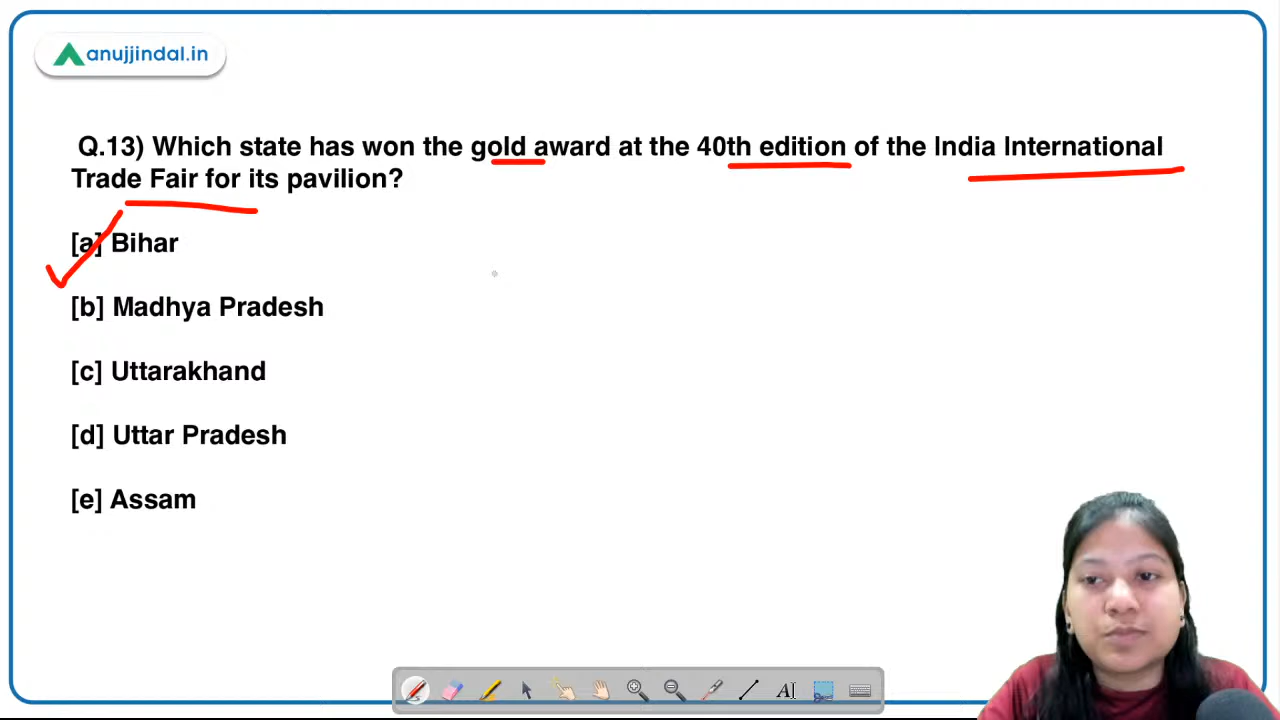 anujjindal.in
Q.13) Which state has won the gold award at the 40th edition of the India International
Trade Fair for its pavilion?
[a] Bihar
[b] Madhya Pradesh
[c] Uttarakhand
[d] Uttar Pradesh
[e] Assam
A